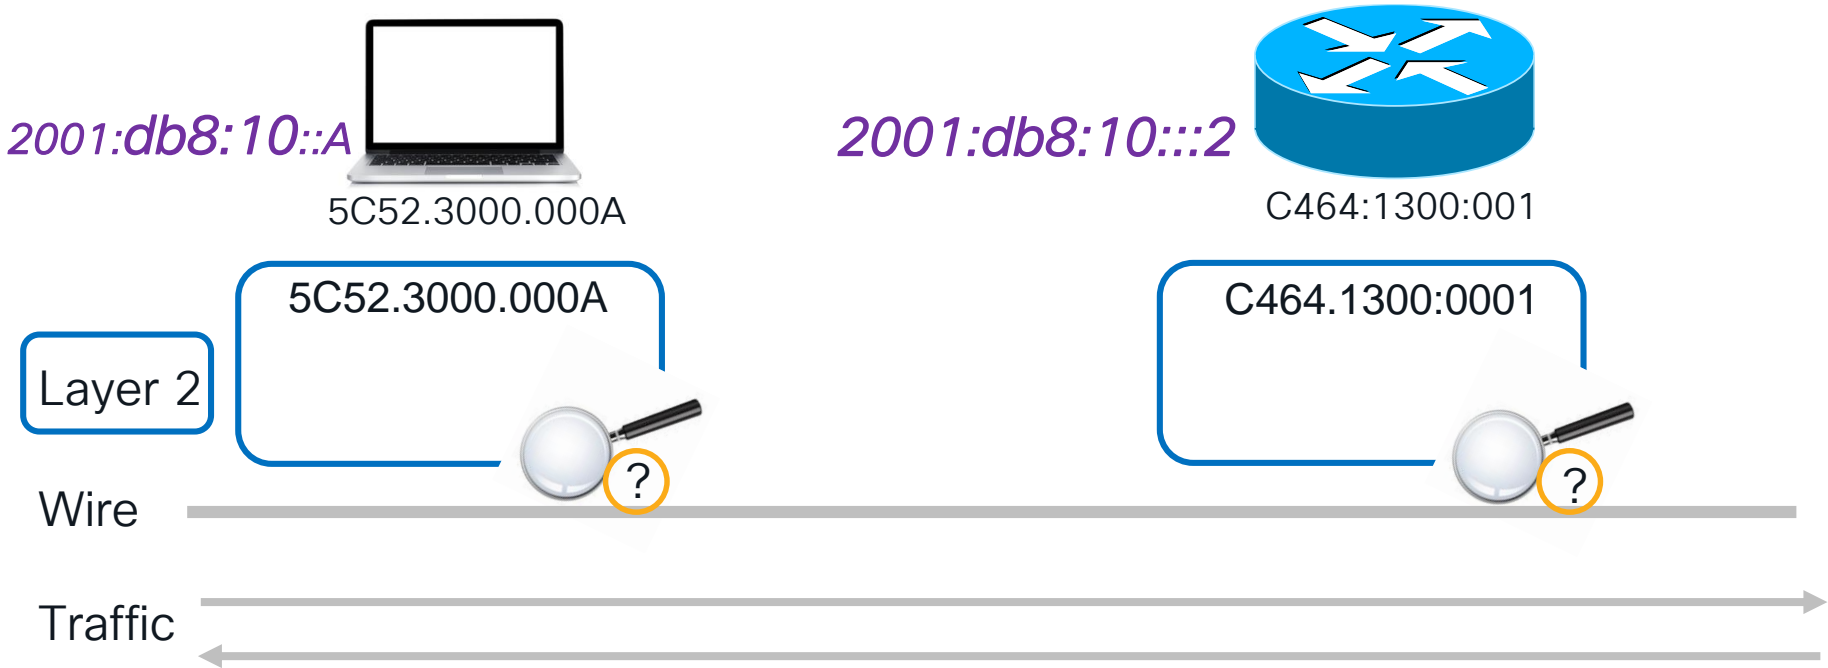 2001:db8:10::A
2001:db8:10:::2
5C52.3000.000A
C464:1300:001
5C52.3000.000A
C464.1300:0001
Layer 2
?
?
Wire
Traffic